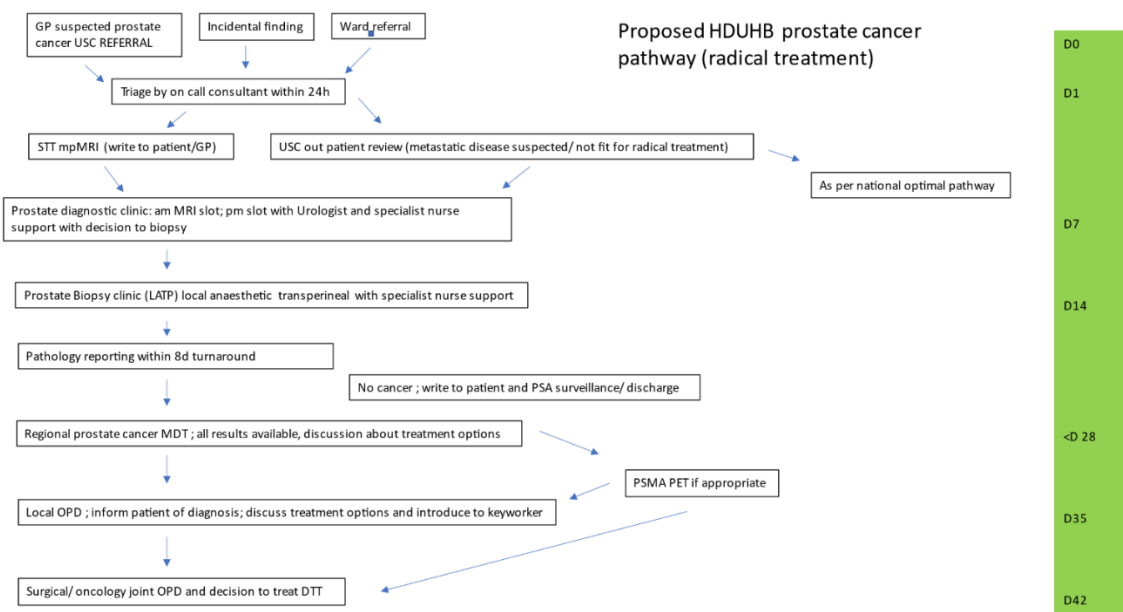 GP suspected prostate
cancer USC REFERRAL
Incidental finding
Ward referral
Proposed HDUHB prostate cancer
pathway (radical treatment)
D0
Triage by on call consultant within 24h
D1
STT mpMRI (write to patient/GP)
USC out patient review (metastatic disease suspected/ not fit for radical treatment)
As per national optimal pathway
Prostate diagnostic clinic: am MRI slot; pm slot with Urologist and specialist nurse
support with decision to biopsy
D7
Prostate Biopsy clinic (LATP) local anaesthetic transperineal with specialist nurse support
D14
Pathology reporting within 8d turnaround
No cancer ; write to patient and PSA surveillance/ discharge
Regional prostate cancer MDT ; all results available, discussion about treatment options
<D 28
PSMA PET if appropriate
Local OPD ; inform patient of diagnosis; discuss treatment options and introduce to keyworker
D35
Surgical/ oncology joint OPD and decision to treat DTT
D42